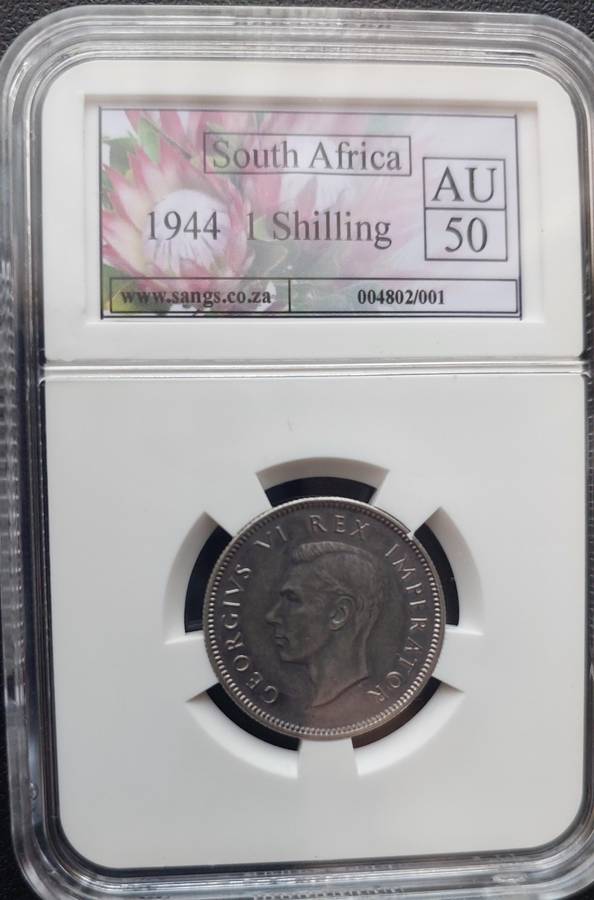 South Africa
AU
1944 1 Shilling
50
www.sangs.co.za 004802/001
GEORGIVS VI REX IMPERATOR